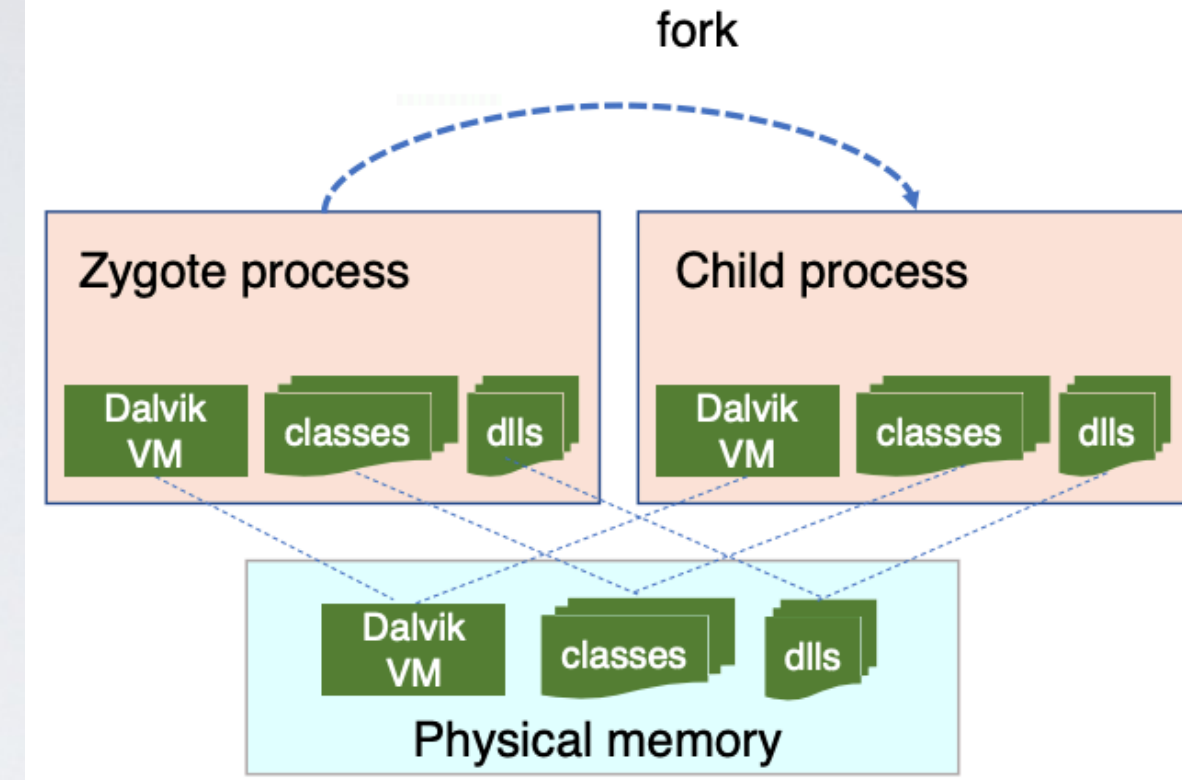 fork
Zygote process
Child process
Dalvik
VM
classes
dlls
Dalvik
VM
classes
dlls
Dalvik
VM
classes
dlls
Physical memory